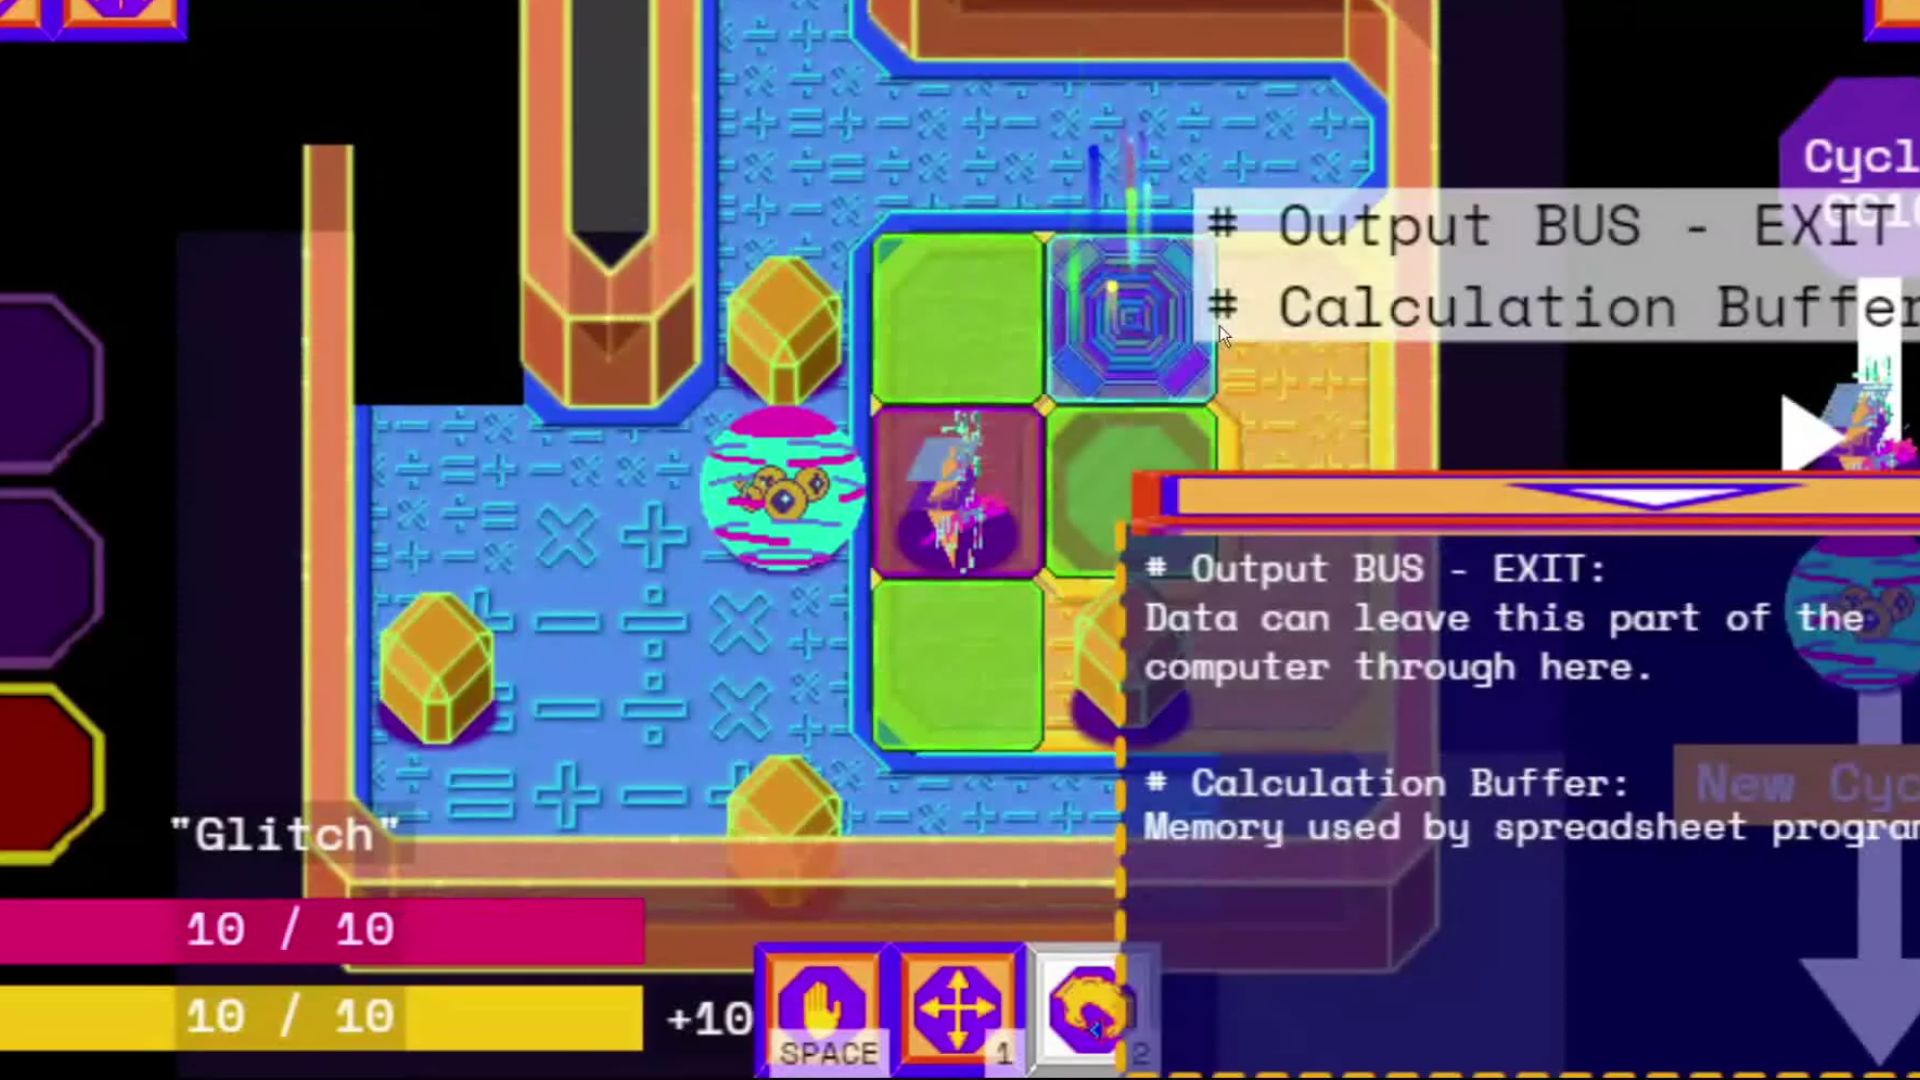 Cycl
# Output BUS - EXIT
# Calculation Buffer
# Output BUS - EXIT:
Data can leave this part of the
computer through here.
# Calculation Buffer:
Memory used by spreadsheet program
New Cyc
"Glitch"
10 / 10
10 / 10
+10
SPACE
1
2